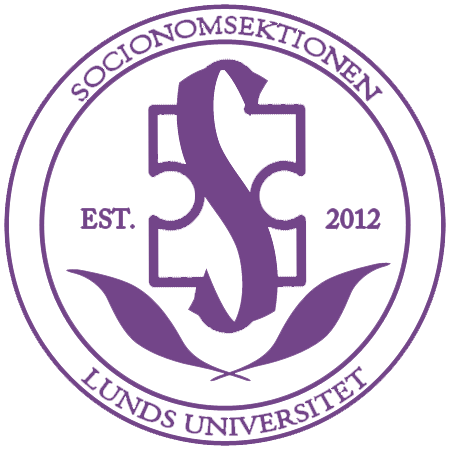 SOCIONOMSEKTIONEN
S
EST. 2012
LUNDS UNIVERSITET